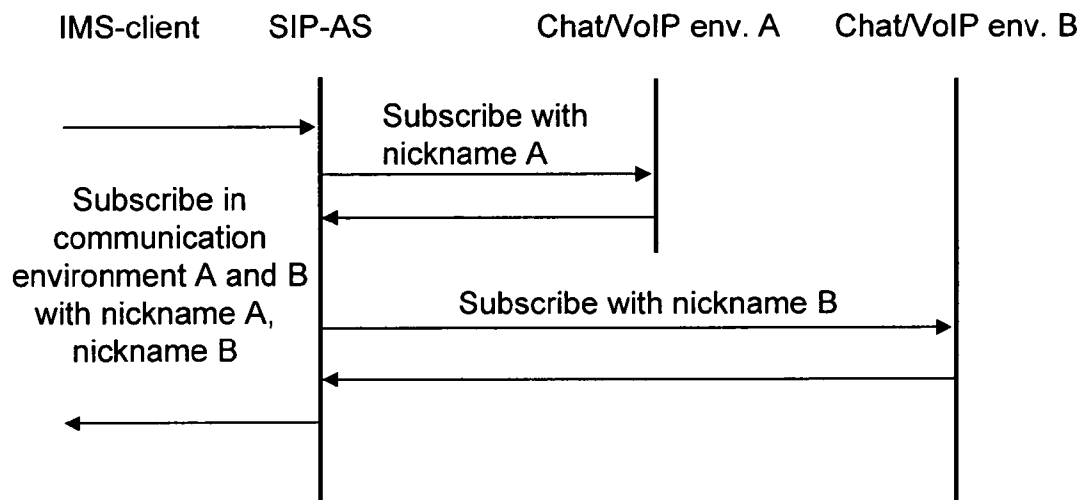 IMS-client SIP-AS Chat/VoIP env. A Chat/VoIP env. B
Subscribe with
nickname A
Subscribe in
communication
environment A and B
with nickname A,
nickname B
Subscribe with nickname B